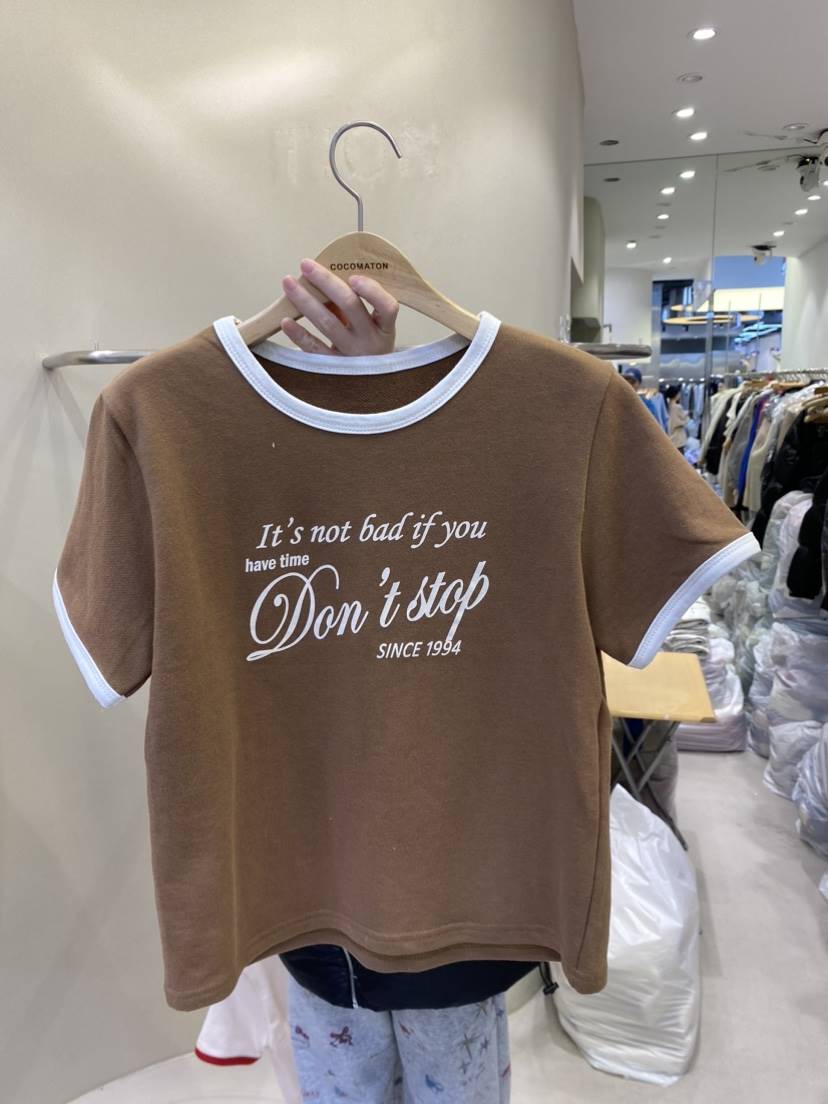 COCOMATON
It's not bad if you
have time
Don't stop
SINCE 1994